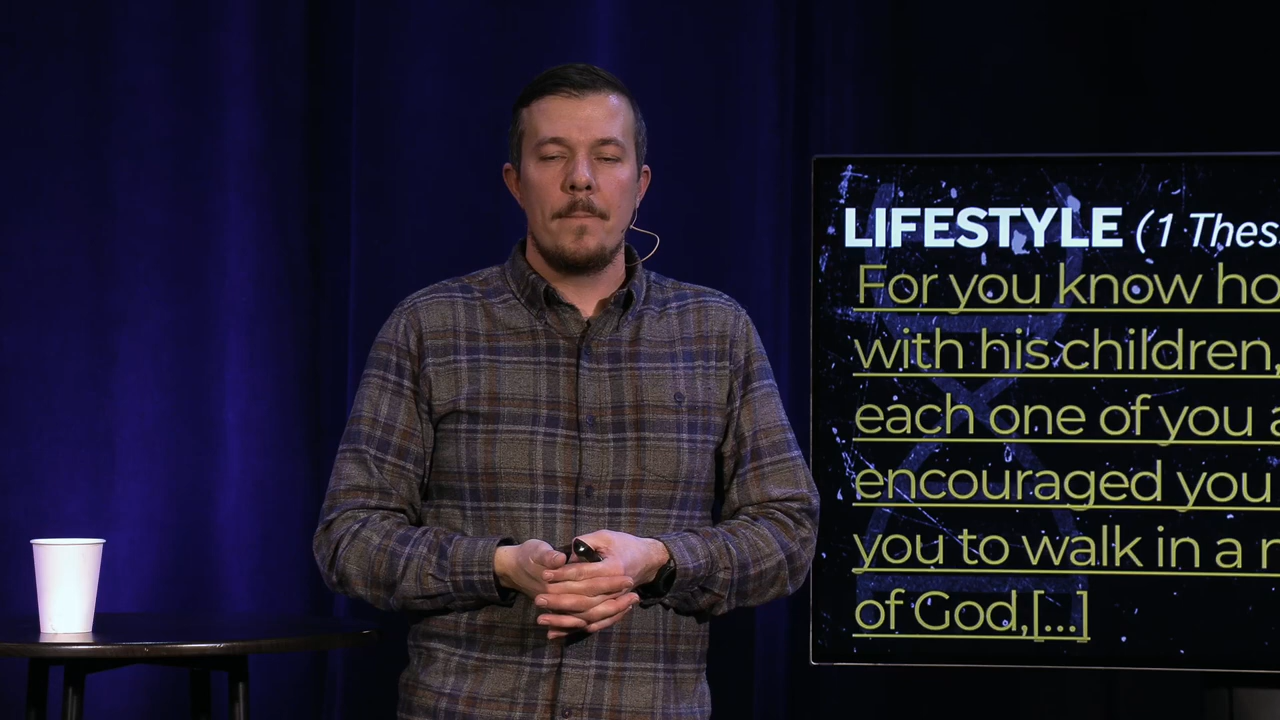 LIFESTYLE (1 Thes
For you know ho
with his children,
each one of you a
encouraged you
you to walk in a
of God,[...]